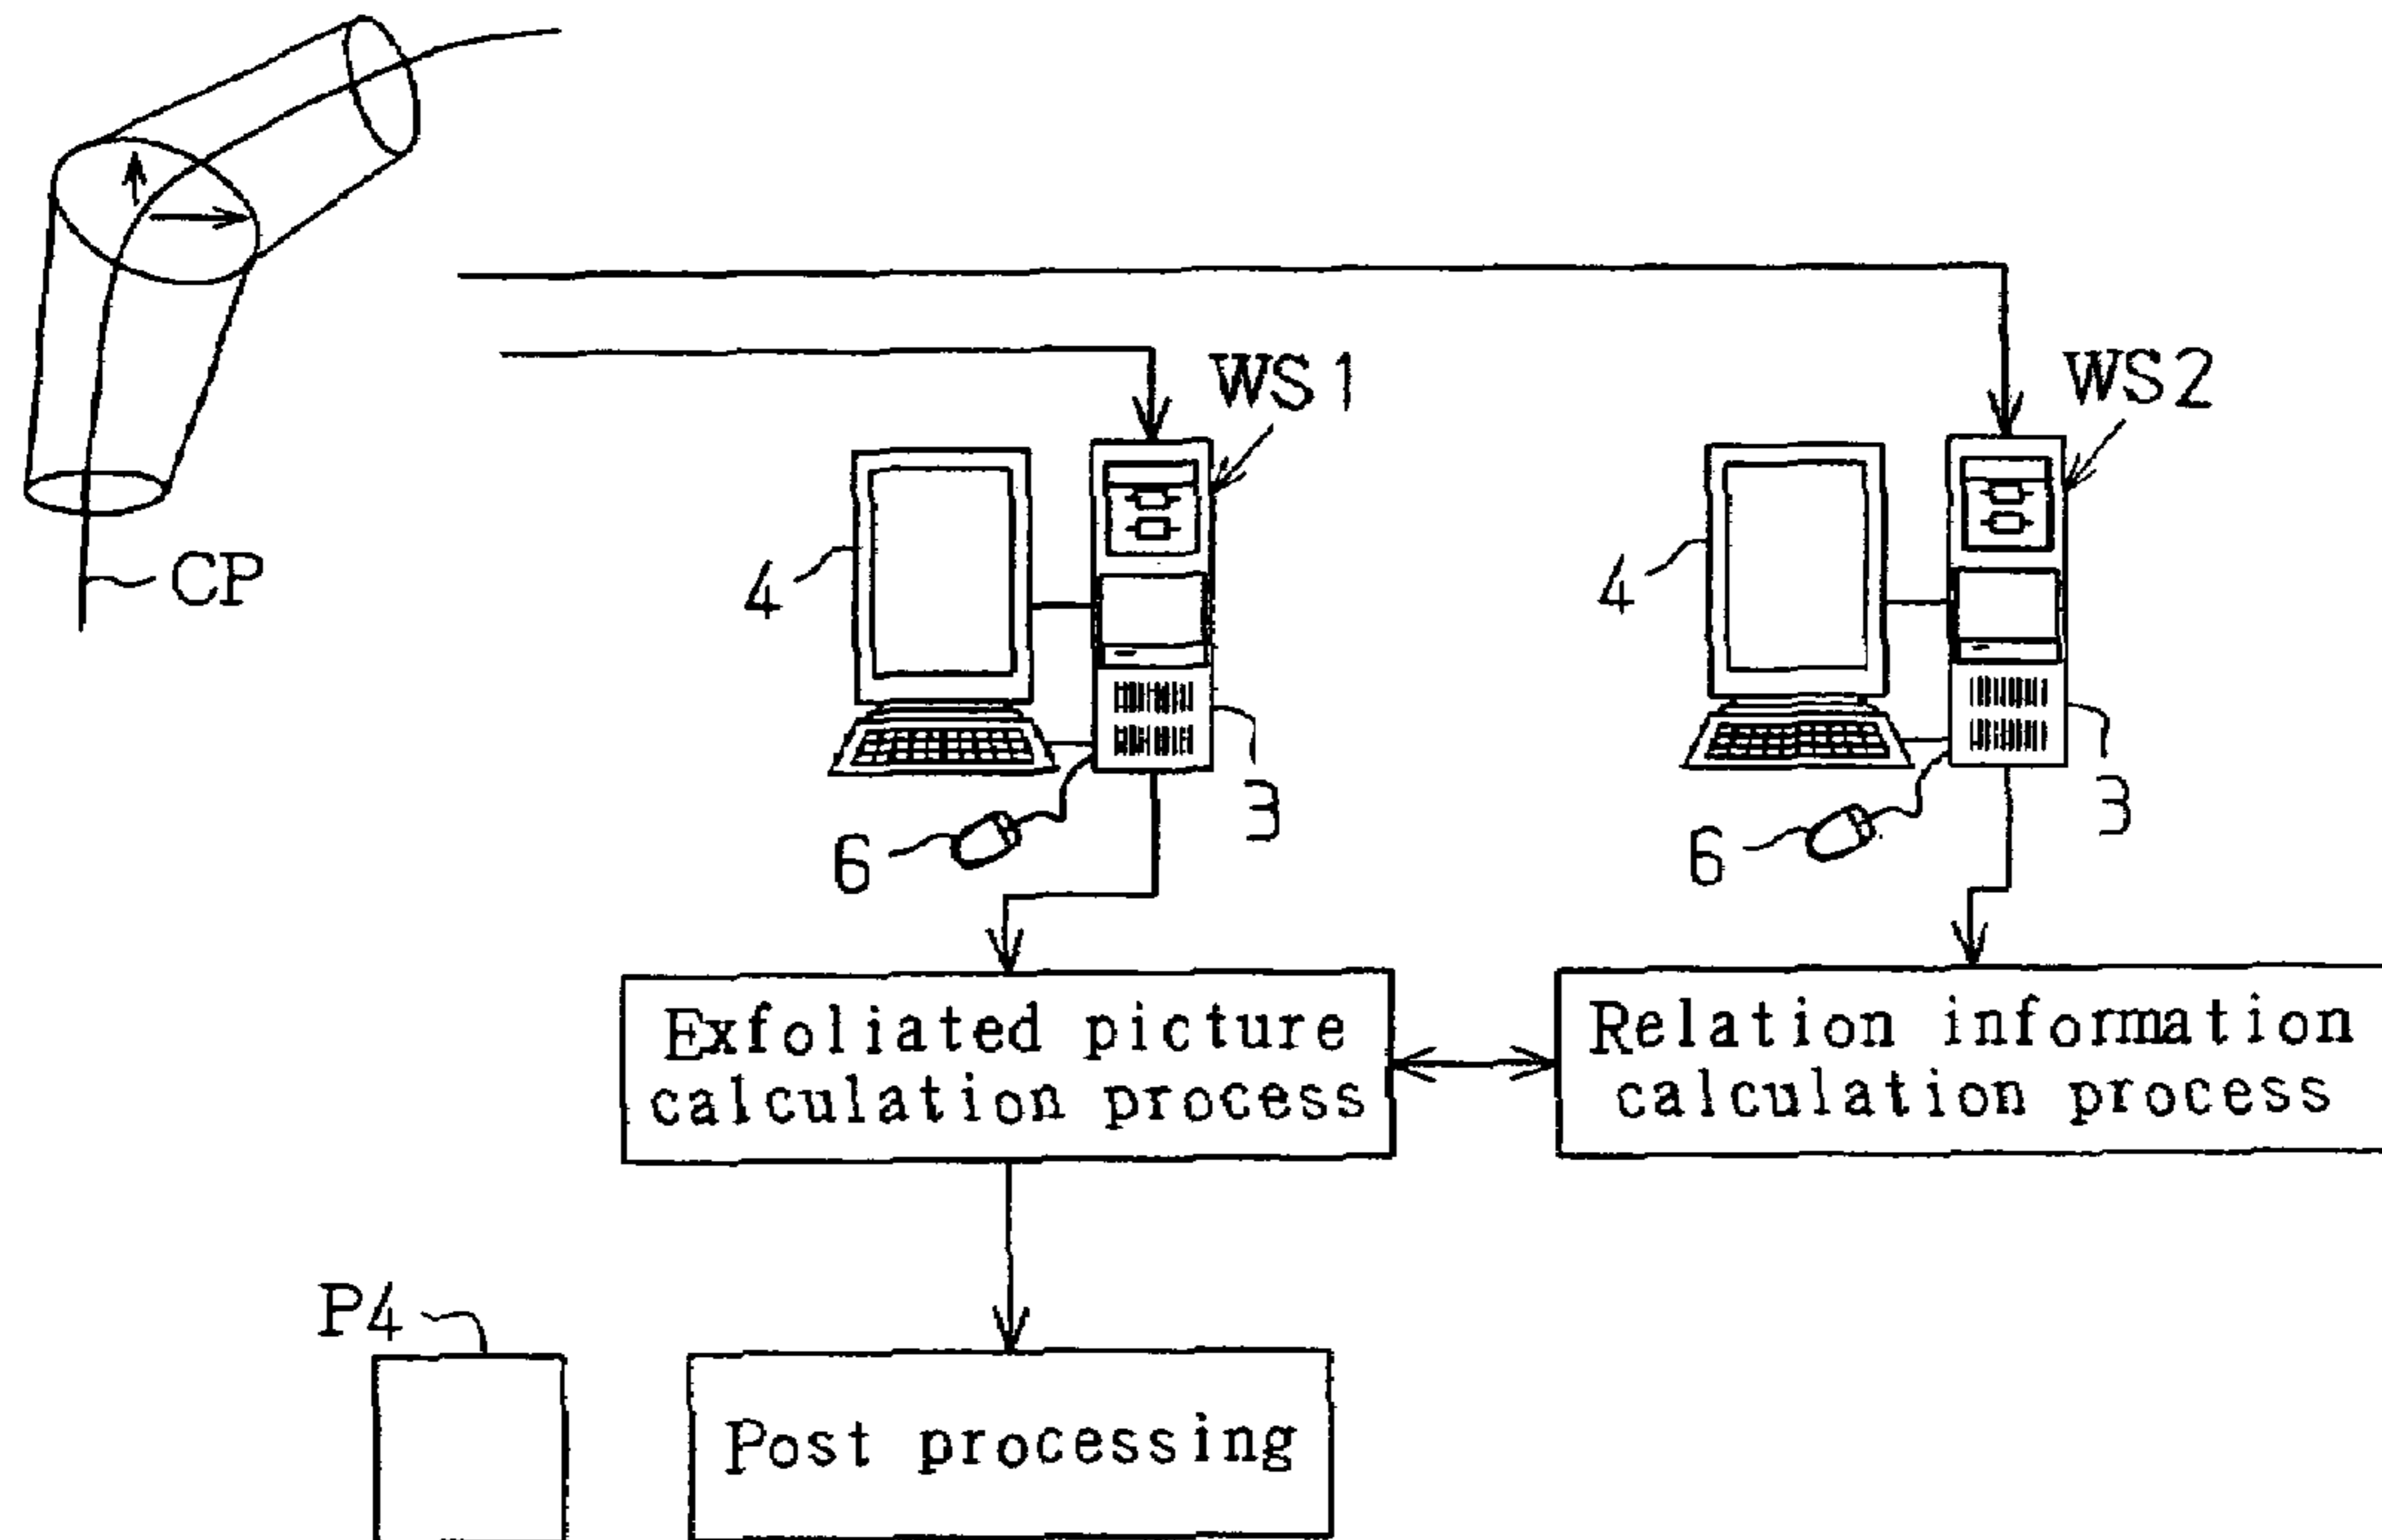 WS1
WS2
CP
4
4
3
3
6
6
Exfoliated picture
calculation process
Relation information
calculation process
P4
Post processing